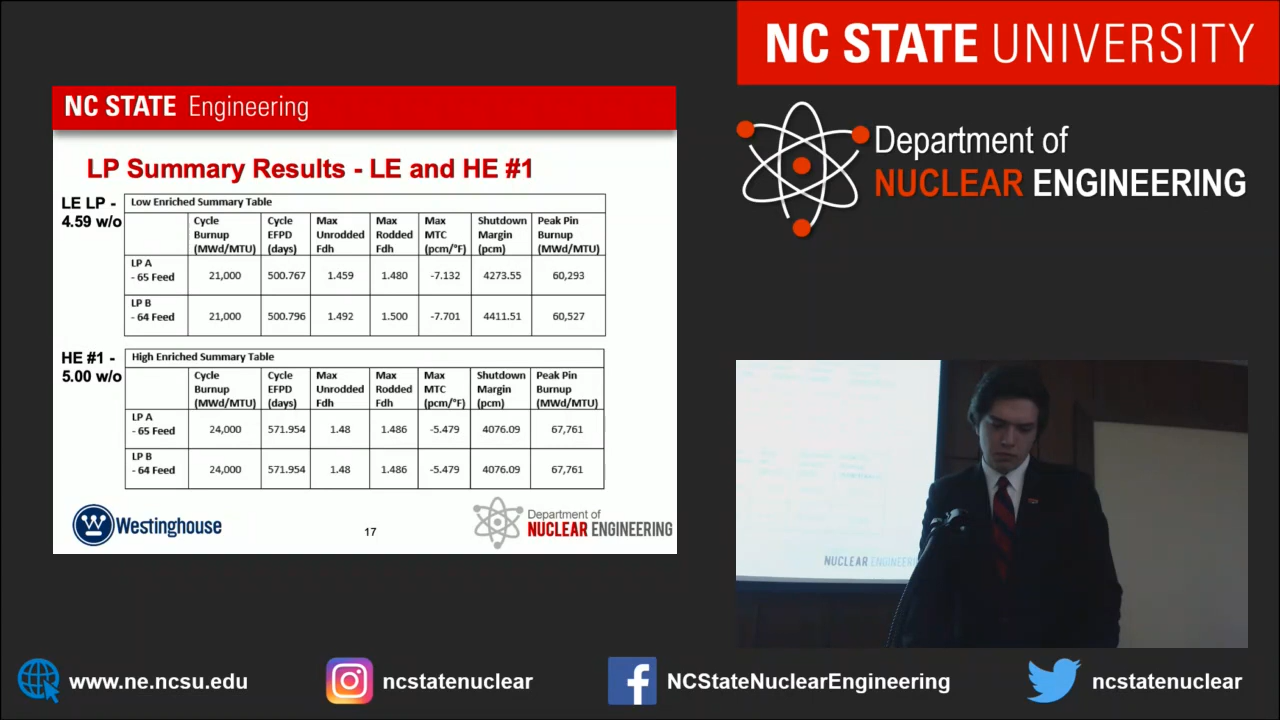 NC STATE UNIVERSITY
Department of
NUCLEAR ENGINEERING
NC STATE Engineering
LP Summary Results - LE and HE #1
LE LP -
4.59 w/o
Low Enriched Summary Table
Cycle Burnup (MWd/MTU) Cycle EFPD (days) Max Unrodded Fdh Max Rodded Fdh Max MTC (pcm/°F) Shutdown Margin (pcm) Peak Pin Burnup (MWd/MTU)
LP A
- 65 Feed 21,000 500.767 1.459 1.480 -7.132 4273.55 60,293
LP B
- 64 Feed 21,000 500.796 1.492 1.500 -7.701 4411.51 60,527
HE #1 -
5.00 w/o
High Enriched Summary Table
Cycle Burnup (MWd/MTU) Cycle EFPD (days) Max Unrodded Fdh Max Rodded Fdh Max MTC (pcm/°F) Shutdown Margin (pcm) Peak Pin Burnup (MWd/MTU)
LP A
- 65 Feed 24,000 571.954 1.48 1.486 -5.479 4076.09 67,761
LP B
- 64 Feed 24,000 571.954 1.48 1.486 -5.479 4076.09 67,761
W Westinghouse
17
Department of
NUCLEAR ENGINEERING
NUCLEAR ENGINEERI
www.ne.ncsu.edu
ncstatenuclear
NCStateNuclearEngineering
ncstatenuclear